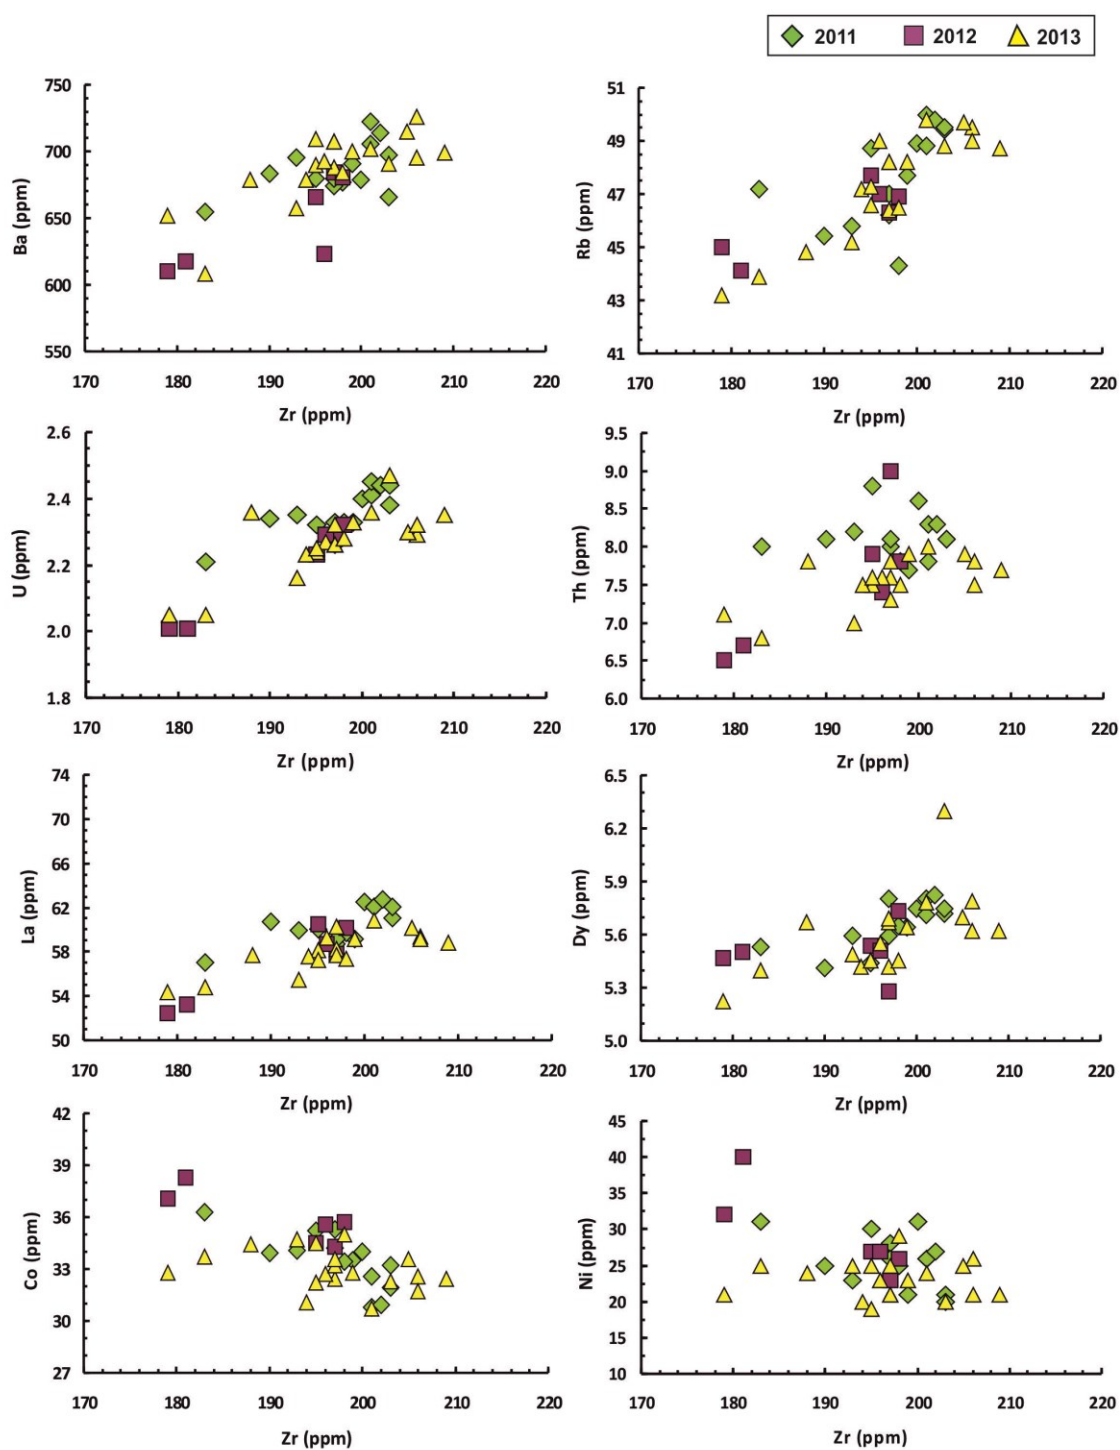 2011 2012 2013
750
700
650
600
550
Ba (ppm)
170 180 190 200 210 220
Zr (ppm)
51
49
47
45
43
41
Rb (ppm)
170 180 190 200 210 220
Zr (ppm)
2.6
2.4
2.2
2.0
1.8
U (ppm)
170 180 190 200 210 220
Zr (ppm)
9.5
9.0
8.5
8.0
7.5
7.0
6.5
6.0
Th (ppm)
170 180 190 200 210 220
Zr (ppm)
74
70
66
62
58
54
50
La (ppm)
170 180 190 200 210 220
Zr (ppm)
6.5
6.2
5.9
5.6
5.3
5.0
Dy (ppm)
170 180 190 200 210 220
Zr (ppm)
42
39
36
33
30
27
Co (ppm)
170 180 190 200 210 220
Zr (ppm)
45
40
35
30
25
20
15
10
Ni (ppm)
170 180 190 200 210 220
Zr (ppm)